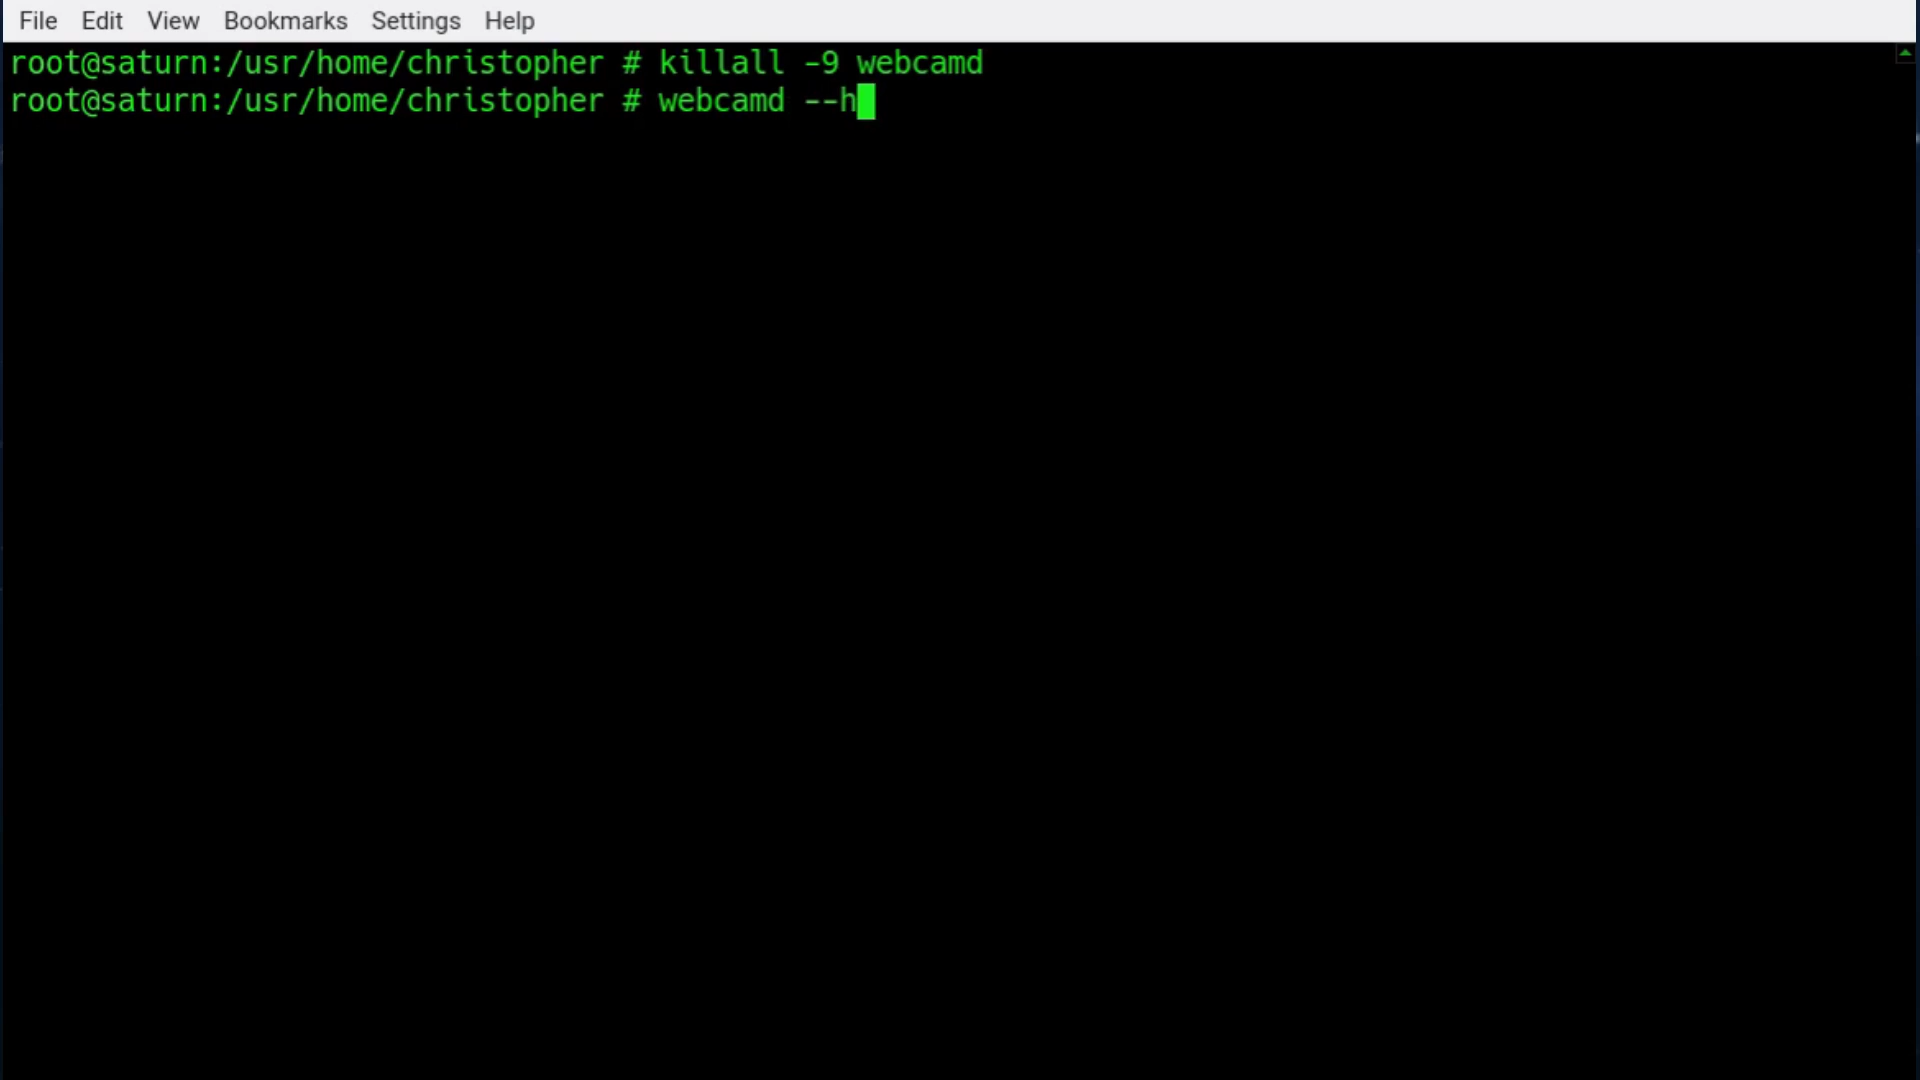 File Edit View Bookmarks Settings Help
root@saturn:/usr/home/christopher # killall -9 webcamd
root@saturn:/usr/home/christopher # webcamd --h